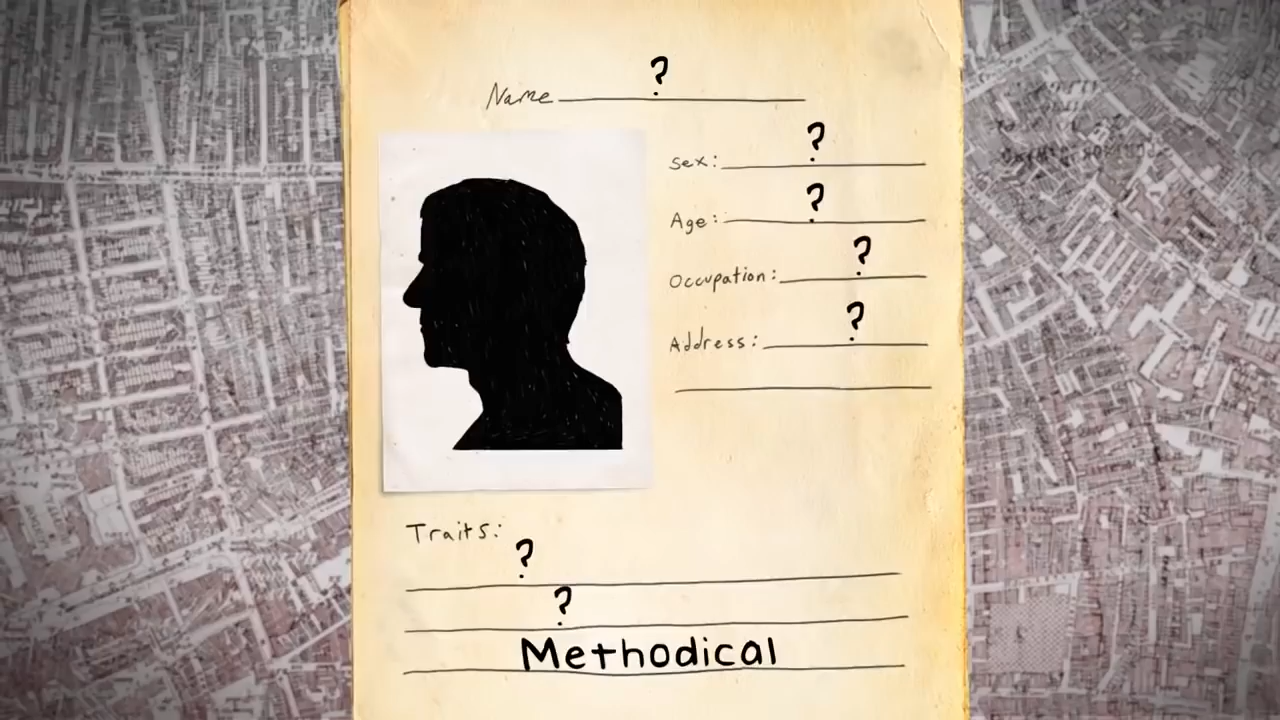 Name ?
Sex: ?
Age: ?
Occupation: ?
Address: ?
Traits:
?
?
Methodical